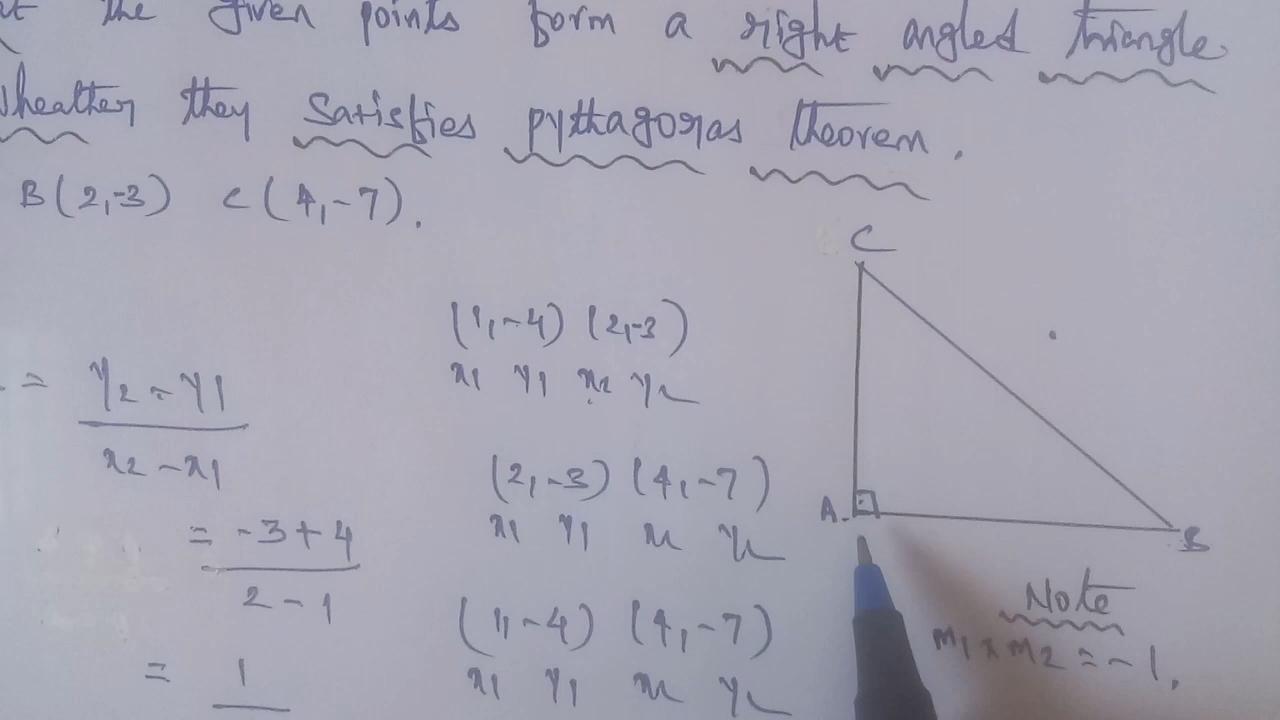 the given points form a right angled triangle
they satisfies pythagoras theorem.
B(2,-3) C(4,-7).
C
(1,-4) (2,-3)
x1 y1 x2 y2
= y2 - y1
x2 - x1
(2,-3) (4,-7)
x1 y1 x2 y2
A.
B
= -3+4
2-1
Note
m1 x m2 = -1.
(1,-4) (4,-7)
x1 y1 x2 y2
= 1